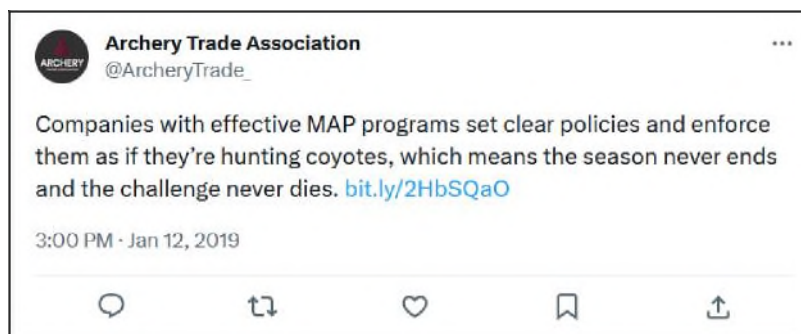 ARCHERY
Archery Trade Association
@ArcheryTrade_
Companies with effective MAP programs set clear policies and enforce
them as if they're hunting coyotes, which means the season never ends
and the challenge never dies. bit.ly/2HbSQaO
3:00 PM · Jan 12, 2019